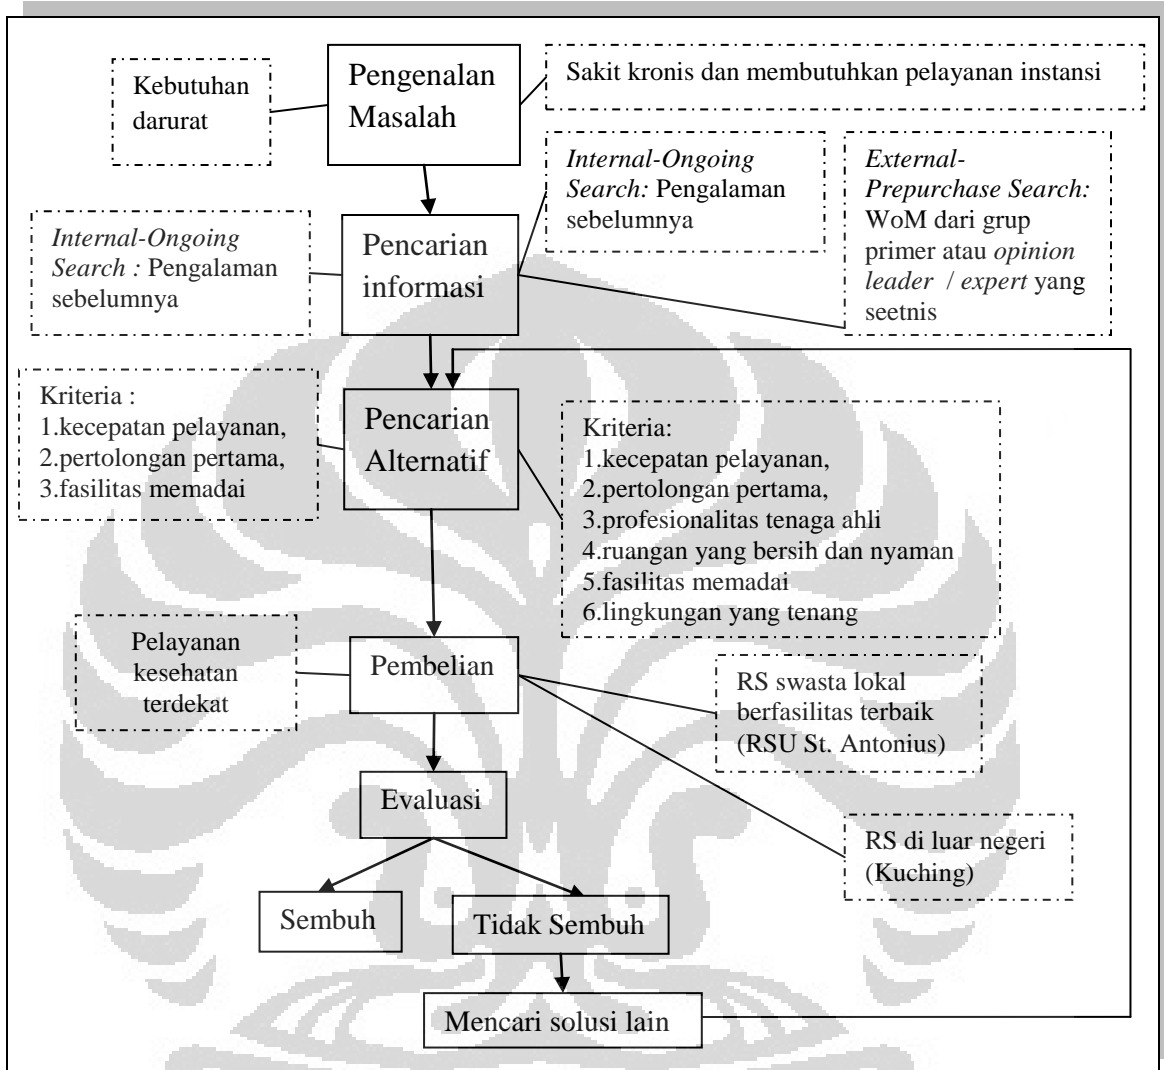 Kebutuhan
darurat
Pengenalan
Masalah
Sakit kronis dan membutuhkan pelayanan instansi
Internal-Ongoing
Search : Pengalaman
sebelumnya
Pencarian
informasi
Internal-Ongoing
Search: Pengalaman
sebelumnya
External-
Prepurchase Search:
WoM dari grup
primer atau opinion
leader / expert yang
seetnis
Kriteria :
1.kecepatan pelayanan,
2.pertolongan pertama,
3.fasilitas memadai
Pencarian
Alternatif
Kriteria:
1.kecepatan pelayanan,
2.pertolongan pertama,
3.profesionalitas tenaga ahli
4.ruangan yang bersih dan nyaman
5.fasilitas memadai
6.lingkungan yang tenang
Pelayanan
kesehatan
terdekat
Pembelian
RS swasta lokal
berfasilitas terbaik
(RSU St. Antonius)
RS di luar negeri
(Kuching)
Evaluasi
Sembuh
Tidak Sembuh
Mencari solusi lain